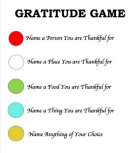 GRATITUDE GAME
Name a Person You are Thankful for
Name a Place You are Thankful for
Name a Food You are Thankful for
Name a Thing You are Thankful for
Name Anything of Your Choice